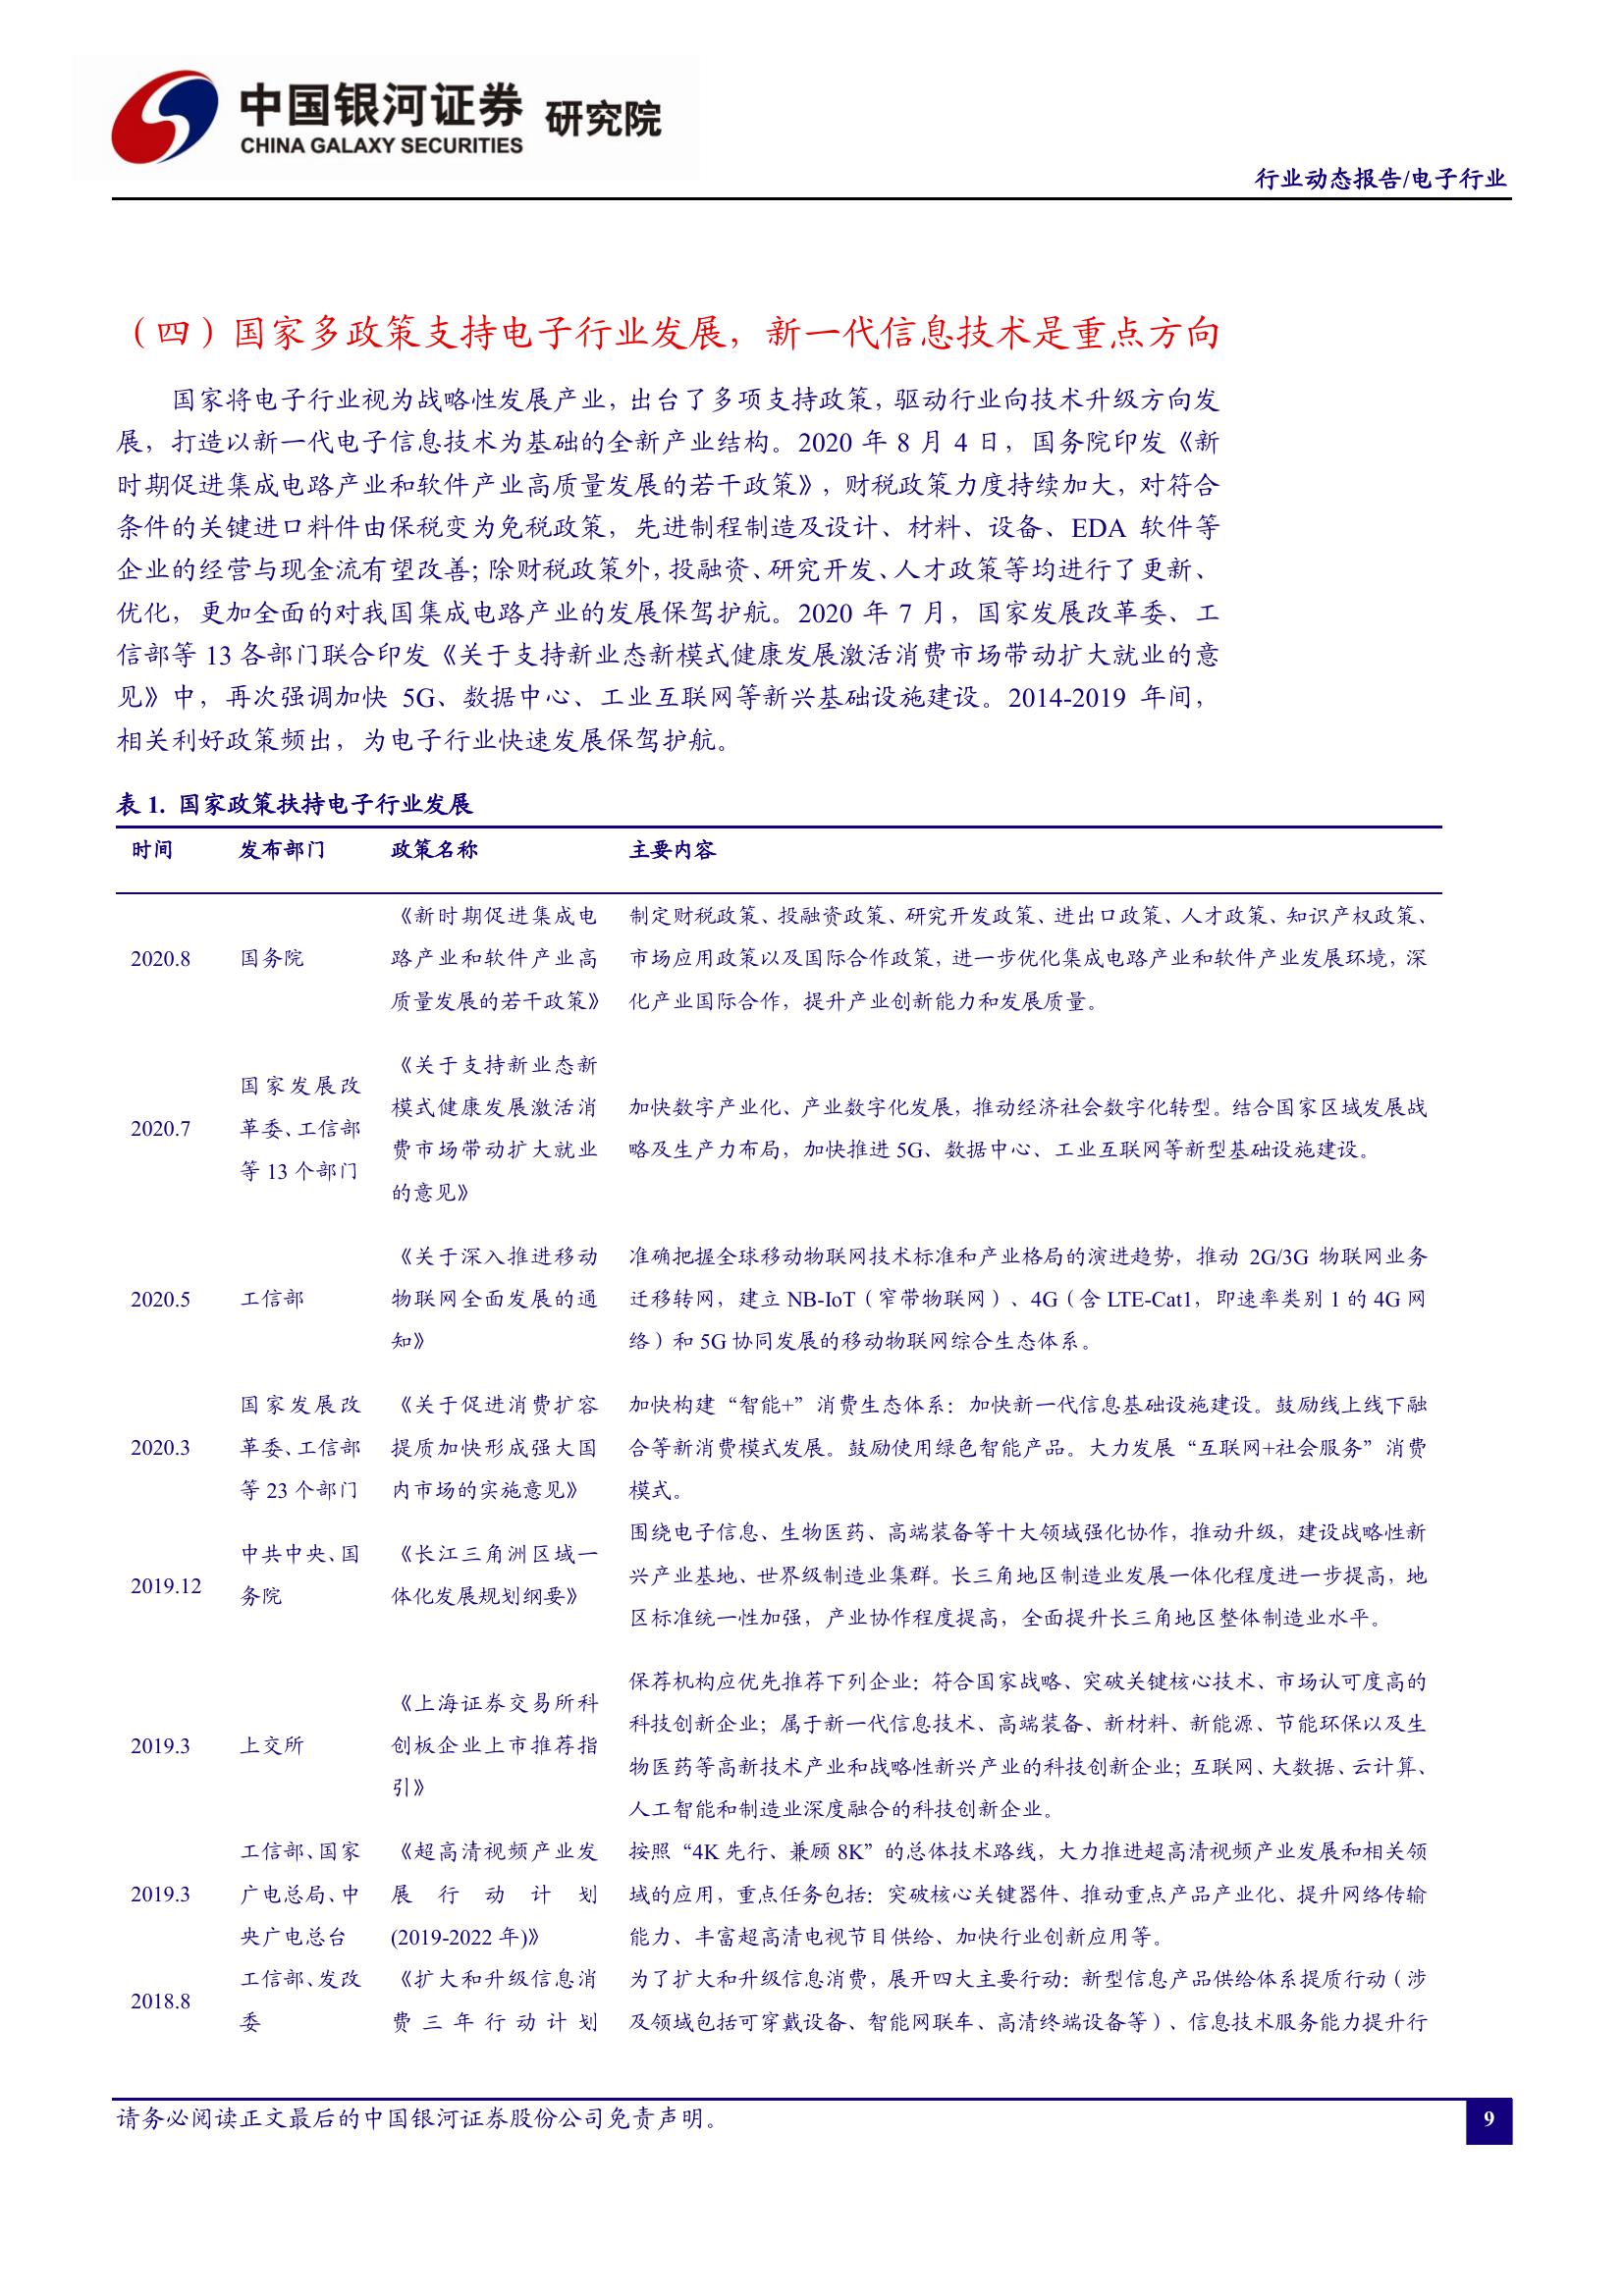 中国银河证券 研究院
CHINA GALAXY SECURITIES
行业动态报告/电子行业
（四）国家多政策支持电子行业发展，新一代信息技术是重点方向
国家将电子行业视为战略性发展产业，出台了多项支持政策，驱动行业向技术升级方向发
展，打造以新一代电子信息技术为基础的全新产业结构。2020 年 8 月 4 日，国务院印发《新
时期促进集成电路产业和软件产业高质量发展的若干政策》，财税政策力度持续加大，对符合
条件的关键进口料件由保税变为免税政策，先进制程制造及设计、材料、设备、EDA 软件等
企业的经营与现金流有望改善；除财税政策外，投融资、研究开发、人才政策等均进行了更新、
优化，更加全面的对我国集成电路产业的发展保驾护航。2020 年 7 月，国家发展改革委、工
信部等 13 各部门联合印发《关于支持新业态新模式健康发展激活消费市场带动扩大就业的意
见》中，再次强调加快 5G、数据中心、工业互联网等新兴基础设施建设。2014-2019 年间，
相关利好政策频出，为电子行业快速发展保驾护航。
表 1. 国家政策扶持电子行业发展
时间 发布部门 政策名称 主要内容
2020.8
国务院
《新时期促进集成电
路产业和软件产业高
质量发展的若干政策》
制定财税政策、投融资政策、研究开发政策、进出口政策、人才政策、知识产权政策、
市场应用政策以及国际合作政策，进一步优化集成电路产业和软件产业发展环境，深
化产业国际合作，提升产业创新能力和发展质量。
2020.7
国家发展改
革委、工信部
等 13 个部门
《关于支持新业态新
模式健康发展激活消
费市场带动扩大就业
的意见》
加快数字产业化、产业数字化发展，推动经济社会数字化转型。结合国家区域发展战
略及生产力布局，加快推进 5G、数据中心、工业互联网等新型基础设施建设。
2020.5
工信部
《关于深入推进移动
物联网全面发展的通
知》
准确把握全球移动物联网技术标准和产业格局的演进趋势，推动 2G/3G 物联网业务
迁移转网，建立 NB-IoT（窄带物联网）、4G（含 LTE-Cat1，即速率类别 1 的 4G 网
络）和 5G 协同发展的移动物联网综合生态体系。
2020.3
国家发展改
革委、工信部
等 23 个部门
《关于促进消费扩容
提质加快形成强大国
内市场的实施意见》
加快构建“智能+”消费生态体系：加快新一代信息基础设施建设。鼓励线上线下融
合等新消费模式发展。鼓励使用绿色智能产品。大力发展“互联网+社会服务”消费
模式。
2019.12
中共中央、国
务院
《长江三角洲区域一
体化发展规划纲要》
围绕电子信息、生物医药、高端装备等十大领域强化协作，推动升级，建设战略性新
兴产业基地、世界级制造业集群。长三角地区制造业发展一体化程度进一步提高，地
区标准统一性加强，产业协作程度提高，全面提升长三角地区整体制造业水平。
2019.3
上交所
《上海证券交易所科
创板企业上市推荐指
引》
保荐机构应优先推荐下列企业：符合国家战略、突破关键核心技术、市场认可度高的
科技创新企业；属于新一代信息技术、高端装备、新材料、新能源、节能环保以及生
物医药等高新技术产业和战略性新兴产业的科技创新企业；互联网、大数据、云计算、
人工智能和制造业深度融合的科技创新企业。
2019.3
工信部、国家
广电总局、中
央广电总台
《超高清视频产业发
展行动计划
(2019-2022 年)》
按照“4K 先行、兼顾 8K”的总体技术路线，大力推进超高清视频产业发展和相关领
域的应用，重点任务包括：突破核心关键器件、推动重点产品产业化、提升网络传输
能力、丰富超高清电视节目供给、加快行业创新应用等。
2018.8
工信部、发改
委
《扩大和升级信息消
费三年行动计划
为了扩大和升级信息消费，展开四大主要行动：新型信息产品供给体系提质行动（涉
及领域包括可穿戴设备、智能网联车、高清终端设备等）、信息技术服务能力提升行
请务必阅读正文最后的中国银河证券股份公司免责声明。
9